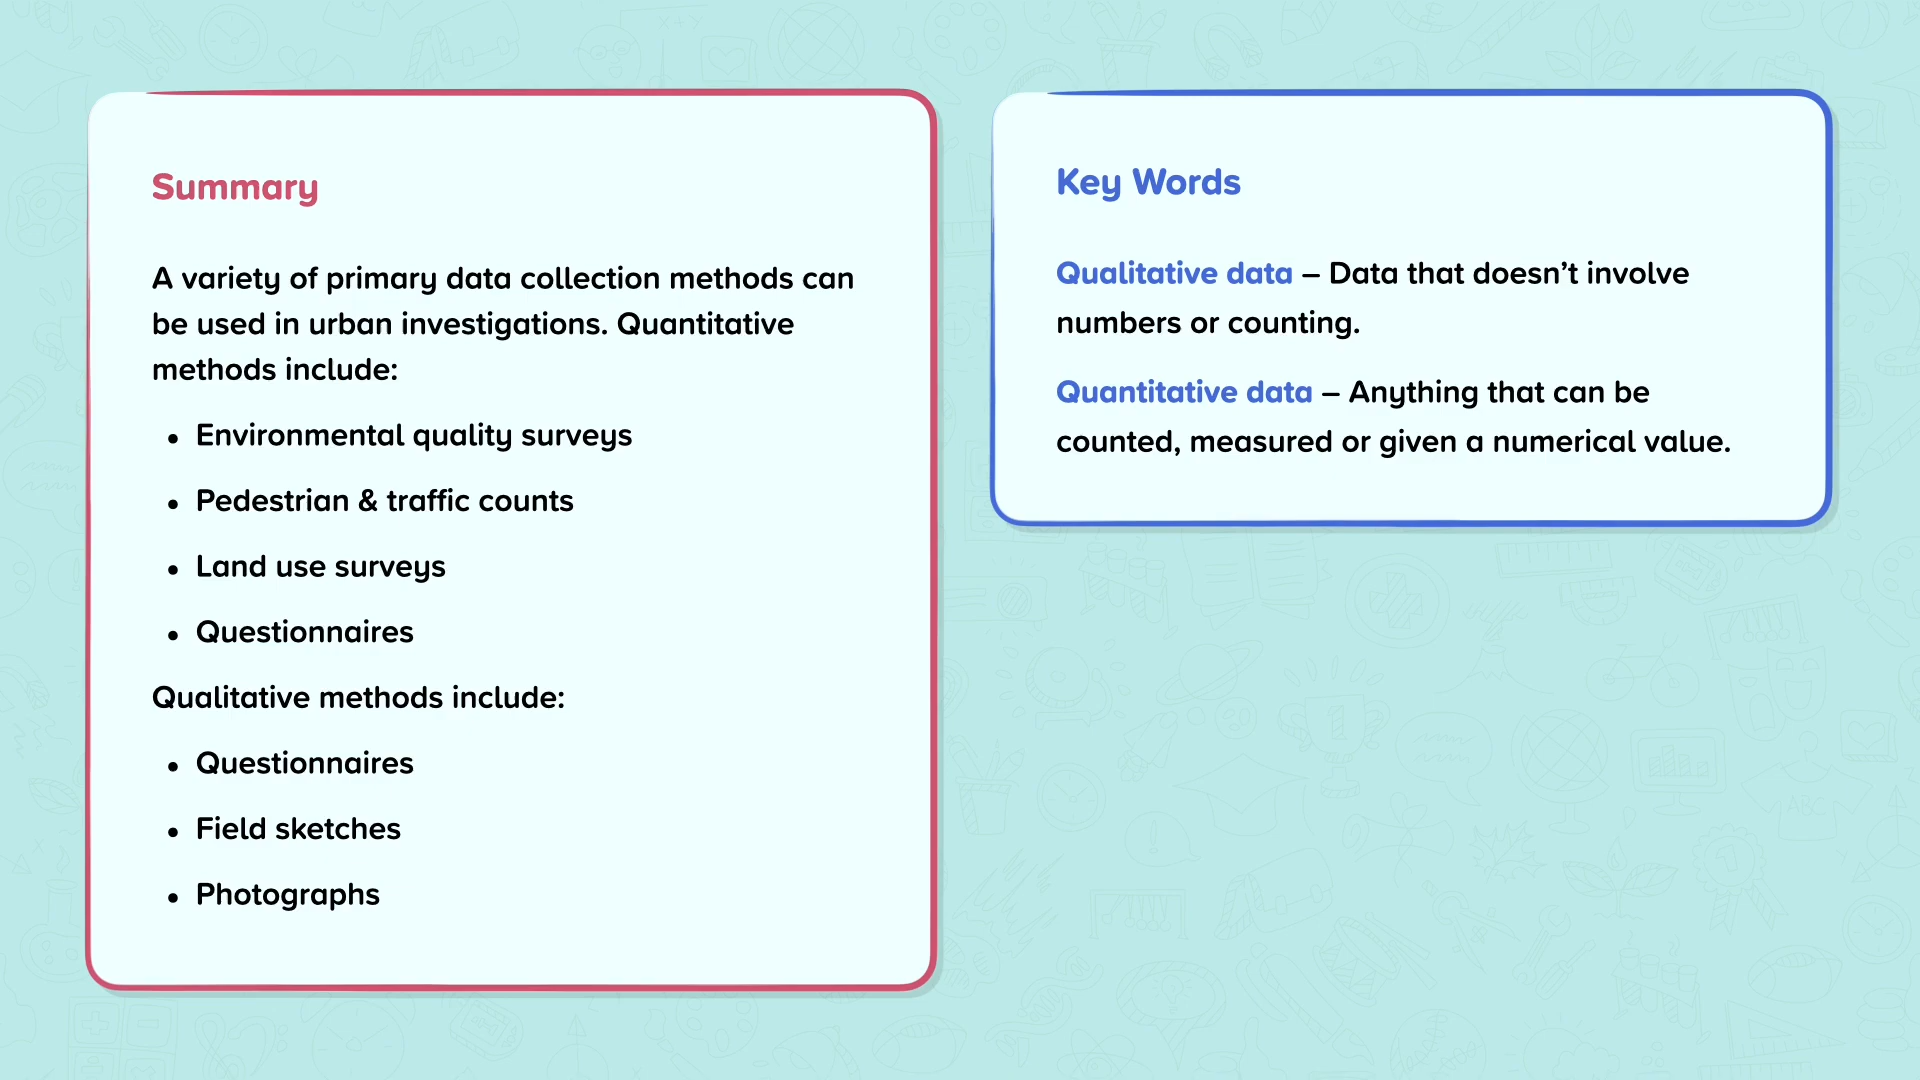 Summary
A variety of primary data collection methods can
be used in urban investigations. Quantitative
methods include:
• Environmental quality surveys
• Pedestrian & traffic counts
• Land use surveys
• Questionnaires
Qualitative methods include:
• Questionnaires
• Field sketches
• Photographs
Key Words
Qualitative data – Data that doesn’t involve
numbers or counting.
Quantitative data – Anything that can be
counted, measured or given a numerical value.